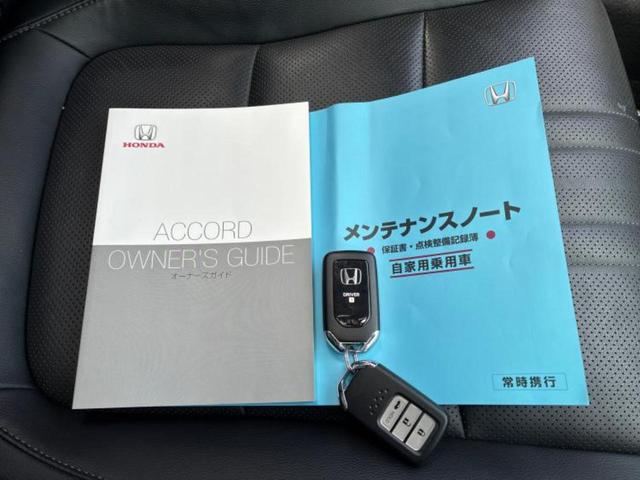 HONDA
ACCORD
OWNER'S GUIDE
オーナーズガイド
メンテナンスノート
保証書・点検整備記録簿
自家用乗用車
常時携行
DRIVER
1